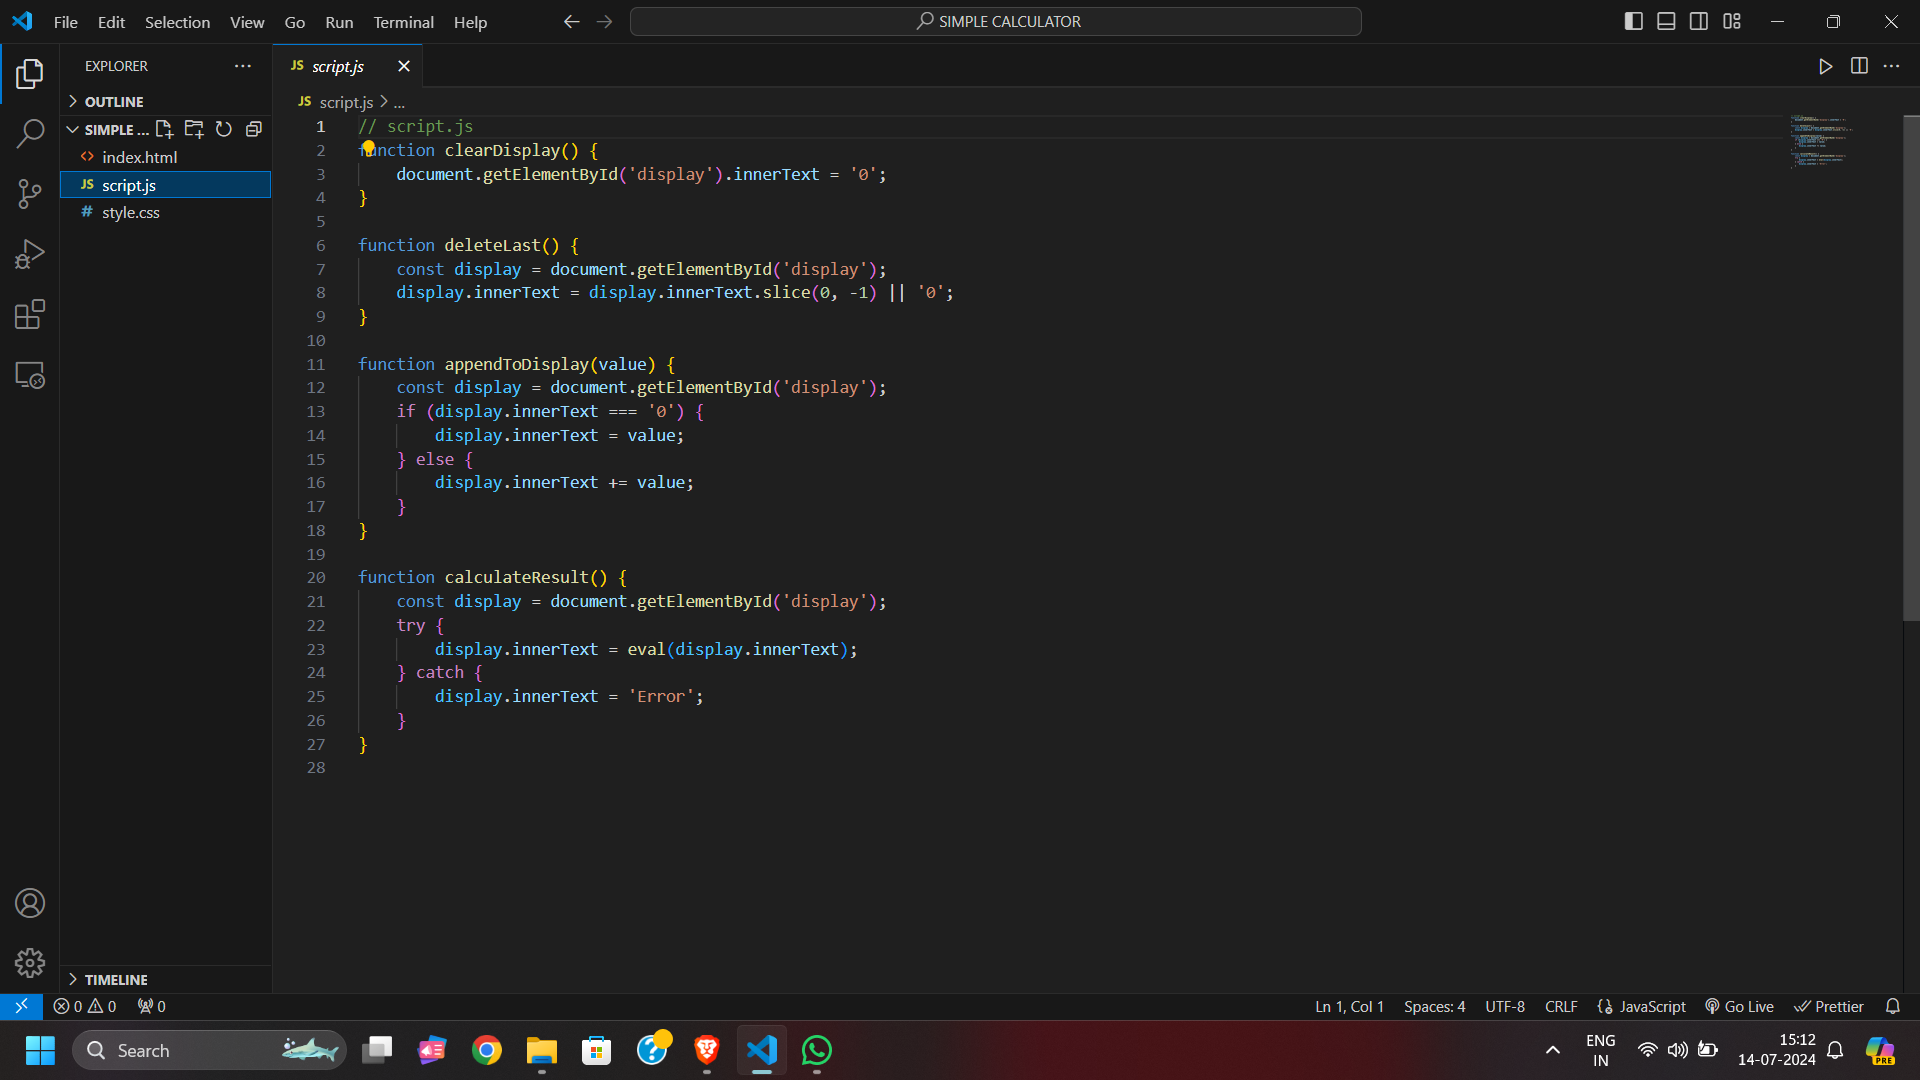 File Edit Selection View Go Run Terminal Help
SIMPLE CALCULATOR
EXPLORER
OUTLINE
SIMPLE ...
index.html
JS script.js
# style.css
TIMELINE
JS script.js
JS script.js > ...
1 // script.js
2 function clearDisplay() {
3     document.getElementById('display').innerText = '0';
4 }
5
6 function deleteLast() {
7     const display = document.getElementById('display');
8     display.innerText = display.innerText.slice(0, -1) || '0';
9 }
10
11 function appendToDisplay(value) {
12     const display = document.getElementById('display');
13     if (display.innerText === '0') {
14         display.innerText = value;
15     } else {
16         display.innerText += value;
17     }
18 }
19
20 function calculateResult() {
21     const display = document.getElementById('display');
22     try {
23         display.innerText = eval(display.innerText);
24     } catch {
25         display.innerText = 'Error';
26     }
27 }
28
0 0 0
Ln 1, Col 1 Spaces: 4 UTF-8 CRLF {} JavaScript Go Live Prettier
Search
ENG
IN
15:12
14-07-2024
PRE